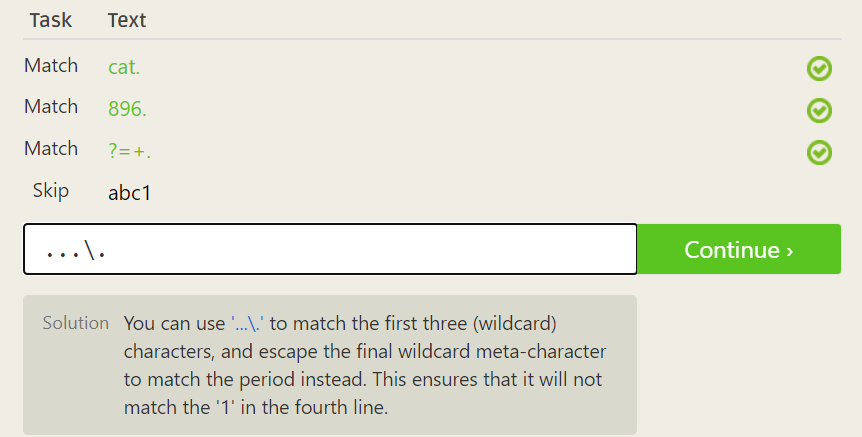 Task Text
Match cat.
Match 896.
Match ?=+.
Skip abc1
...\. Continue ›
Solution You can use '...\.' to match the first three (wildcard)
characters, and escape the final wildcard meta-character
to match the period instead. This ensures that it will not
match the '1' in the fourth line.